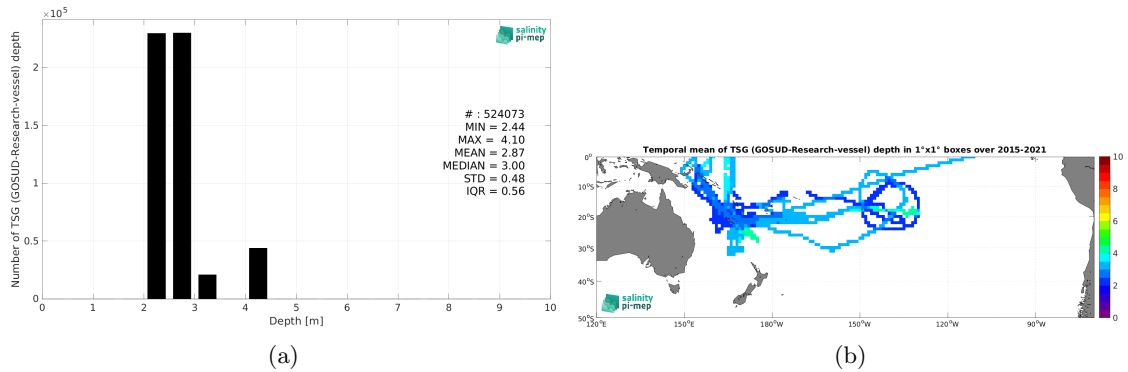 ×10⁵
Number of TSG (GOSUD-Research-vessel) depth
2
1.5
1
0.5
0
salinity
pi-mep
# : 524073
MIN = 2.44
MAX = 4.10
MEAN = 2.87
MEDIAN = 3.00
STD = 0.48
IQR = 0.56
0 1 2 3 4 5 6 7 8 9 10
Depth [m]
(a)
Temporal mean of TSG (GOSUD-Research-vessel) depth in 1°x1° boxes over 2015-2021
0°
10°S
20°S
30°S
40°S
50°S
salinity
pi-mep
120°E 150°E 180°W 150°W 120°W 90°W
10
8
6
4
2
0
(b)